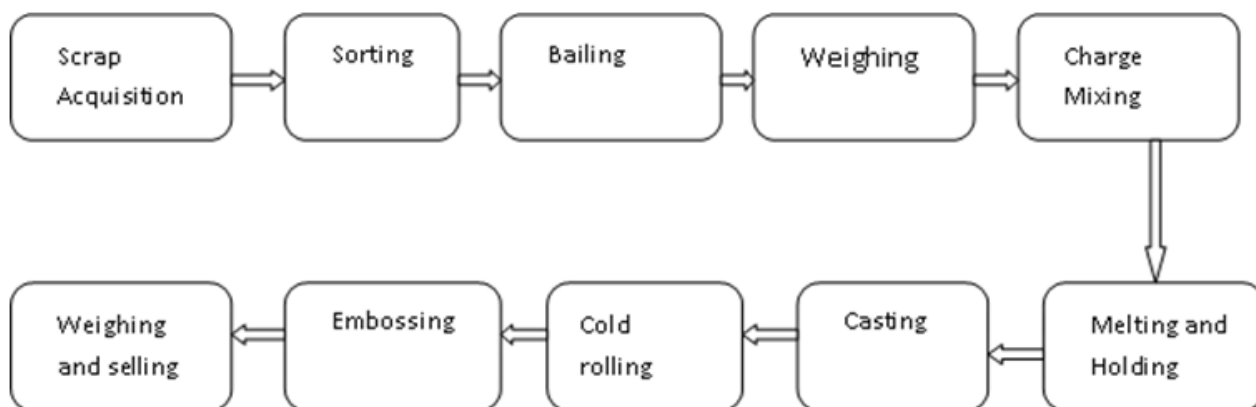 Scrap
Acquisition
Sorting
Bailing
Weighing
Charge
Mixing
Melting and
Holding
Casting
Cold
rolling
Embossing
Weighing
and selling